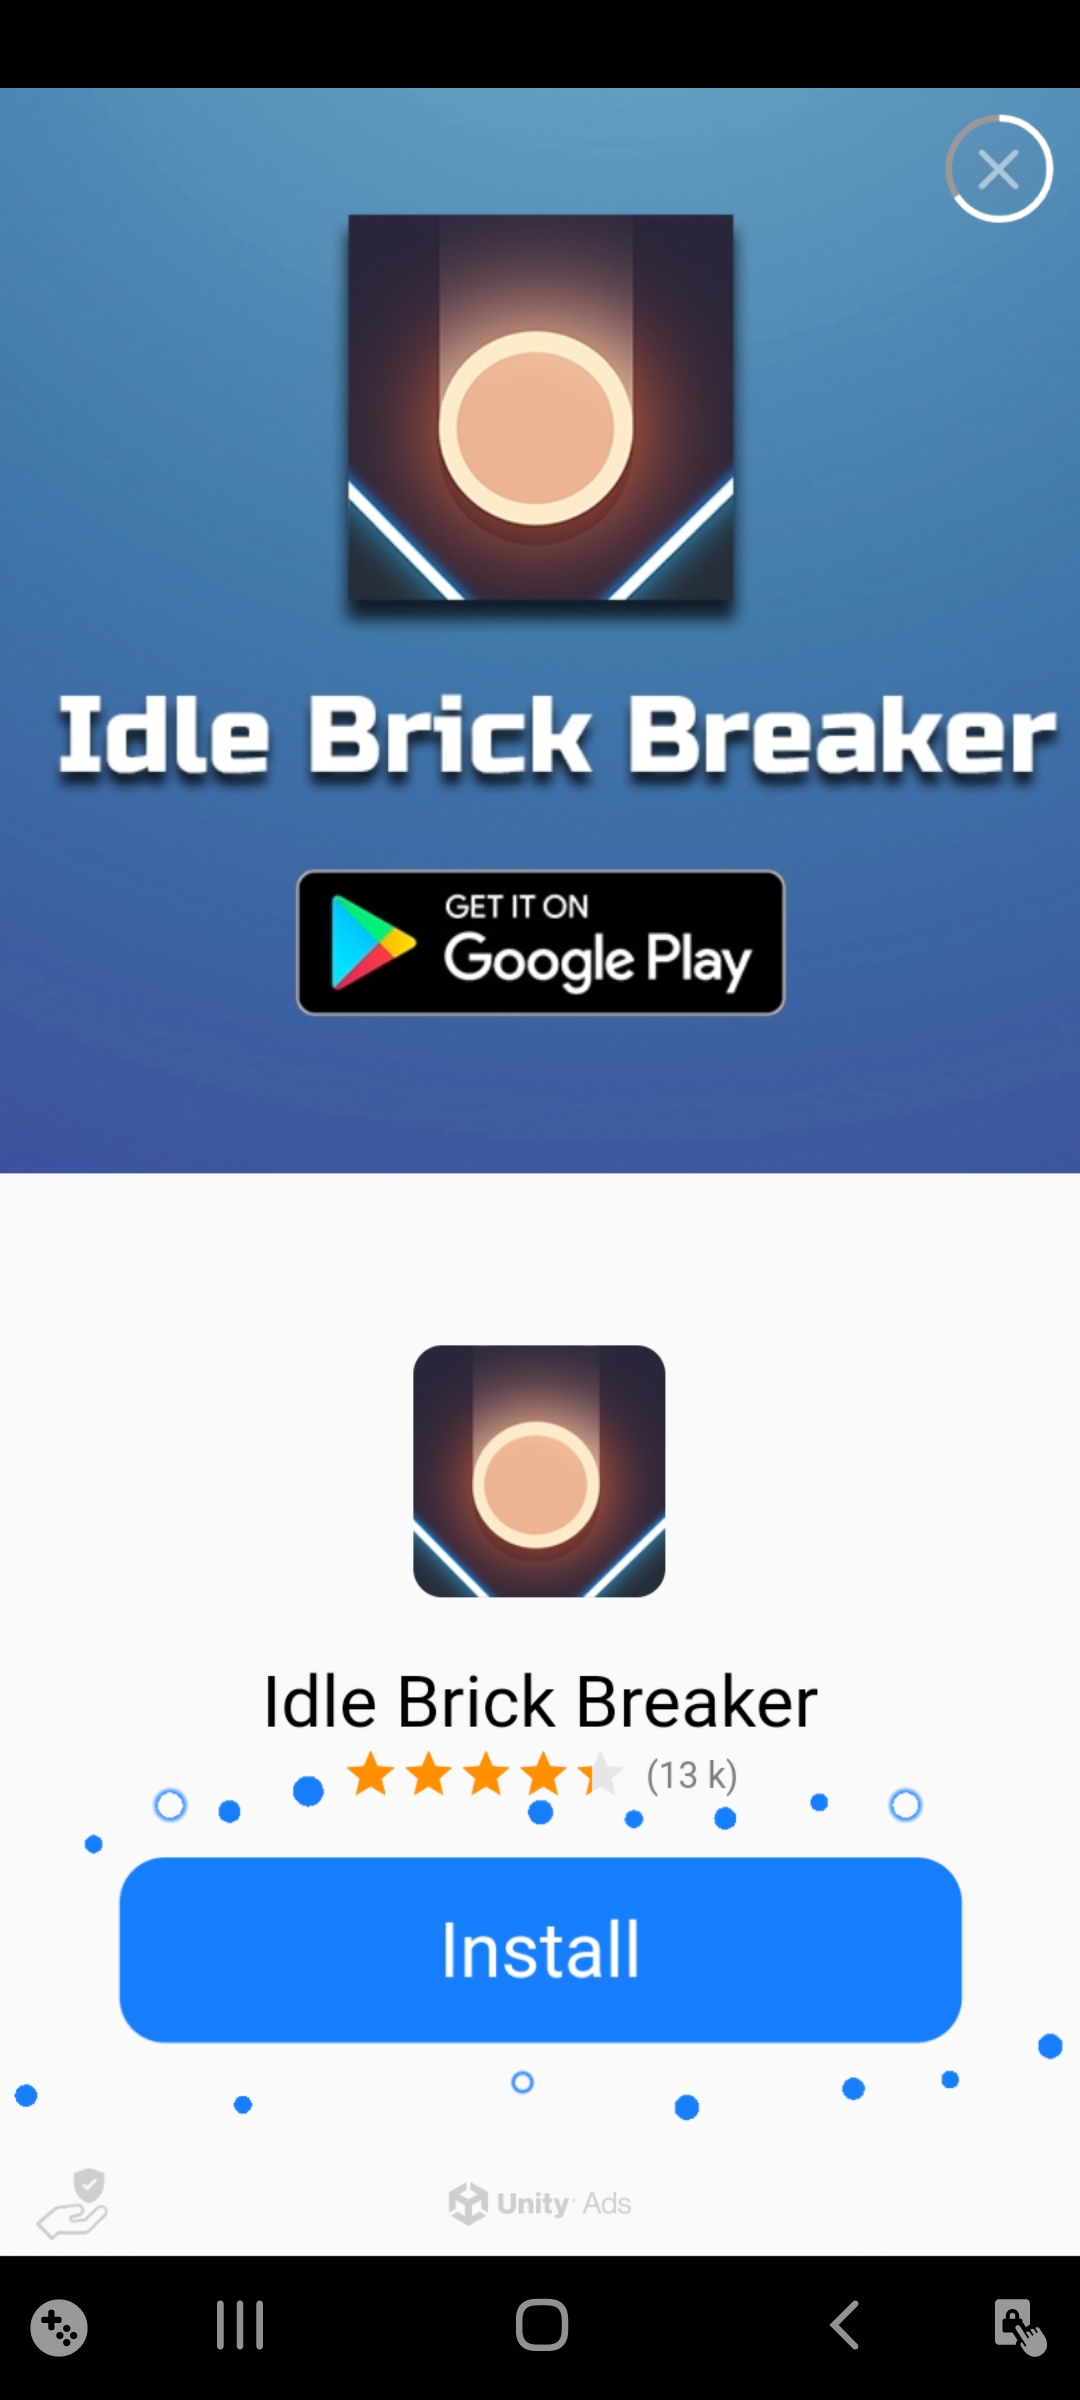 Idle Brick Breaker
GET IT ON
Google Play
Idle Brick Breaker
(13 k)
Install
Unity Ads